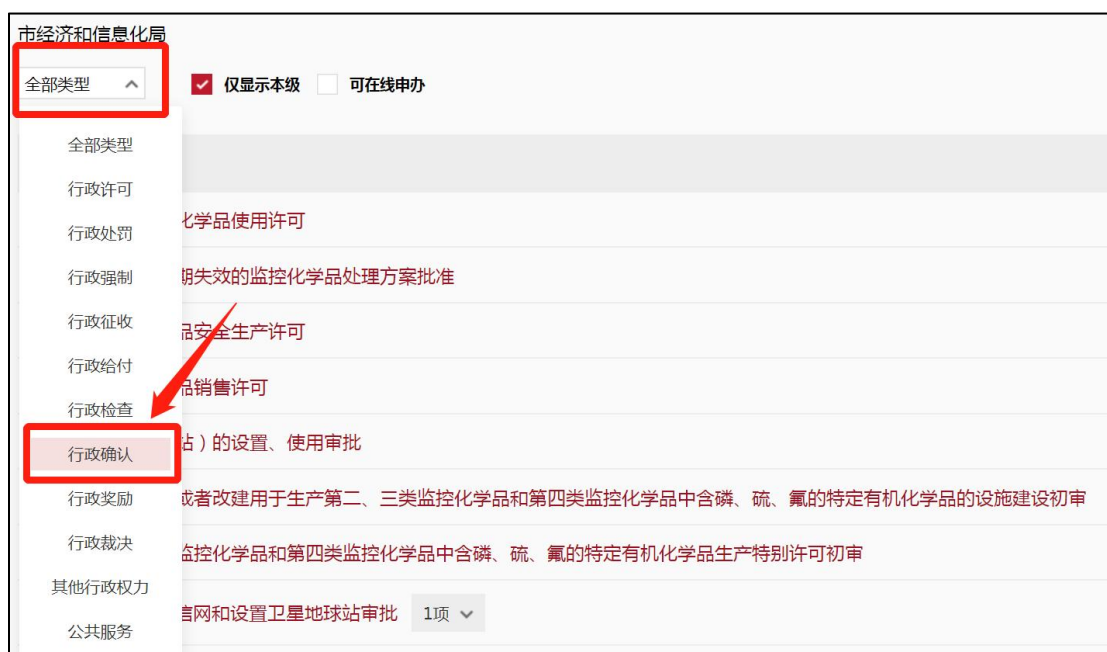 市经济和信息化局
全部类型 仅显示本级 可在线申办
全部类型
行政许可
化学品使用许可
行政处罚
行政强制 期失效的监控化学品处理方案批准
行政征收
品安全生产许可
行政给付
品销售许可
行政检查
行政确认 站）的设置、使用审批
行政奖励 或者改建用于生产第二、三类监控化学品和第四类监控化学品中含磷、硫、氟的特定有机化学品的设施建设初审
行政裁决 监控化学品和第四类监控化学品中含磷、硫、氟的特定有机化学品生产特别许可初审
其他行政权力
信网和设置卫星地球站审批 1项
公共服务